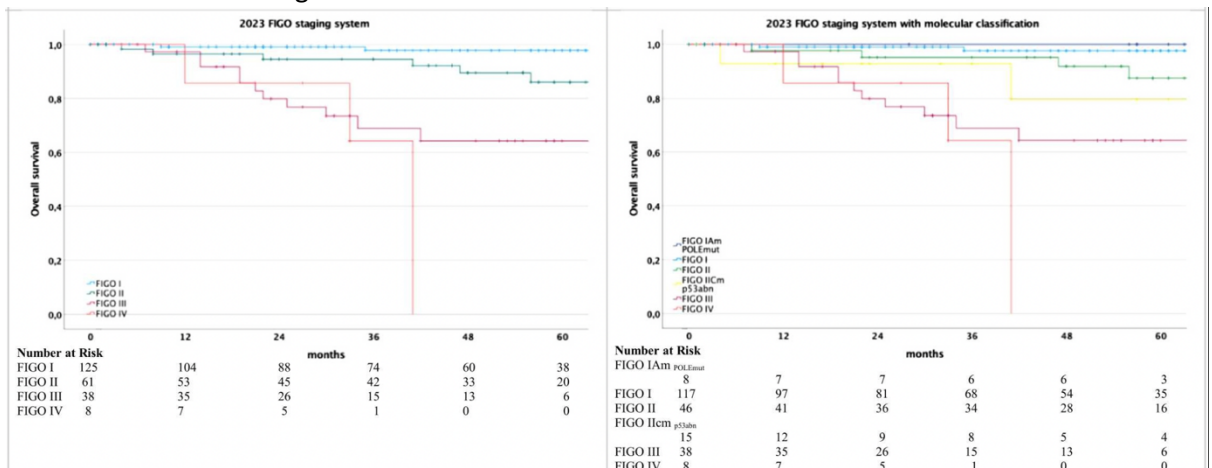 2023 FIGO staging system
Overall survival
1,0
0,8
0,6
0,4
0,2
0,0
FIGO I
FIGO II
FIGO III
FIGO IV
0 12 24 36 48 60
months
Number at Risk
FIGO I 125 104 88 74 60 38
FIGO II 61 53 45 42 33 20
FIGO III 38 35 26 15 13 6
FIGO IV 8 7 5 1 0 0
2023 FIGO staging system with molecular classification
Overall survival
1,0
0,8
0,6
0,4
0,2
0,0
FIGO IAm
POLEmut
FIGO I
FIGO II
FIGO IICm
p53abn
FIGO III
FIGO IV
0 12 24 36 48 60
months
Number at Risk
FIGO IAm POLEmut
8 7 7 6 6 3
FIGO I 117 97 81 68 54 35
FIGO II 46 41 36 34 28 16
FIGO IIcm p53abn
15 12 9 8 5 4
FIGO III 38 35 26 15 13 6
FIGO IV 8 7 5 1 0 0